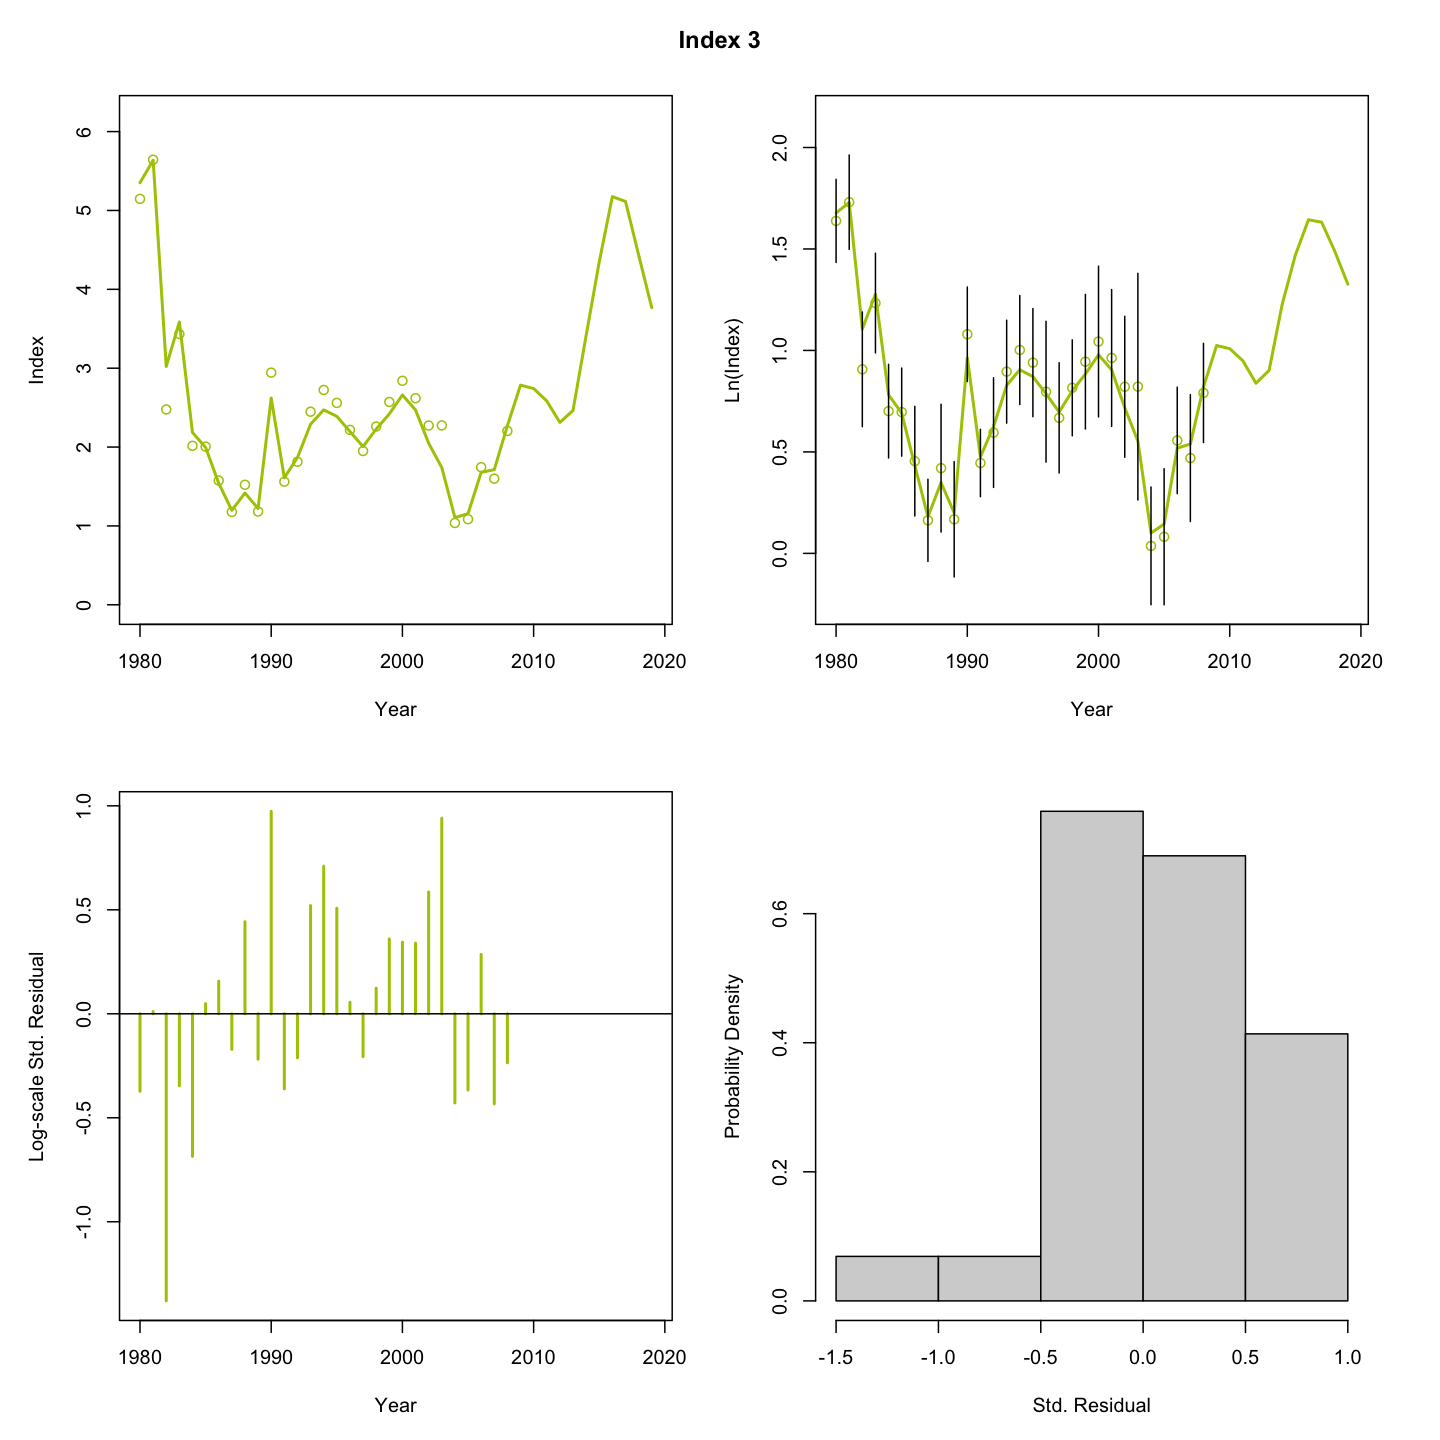 Index 3
Index
6
5
4
3
2
1
0
1980 1990 2000 2010 2020
Year
Ln(Index)
2.0
1.5
1.0
0.5
0.0
1980 1990 2000 2010 2020
Year
Log-scale Std. Residual
1.0
0.5
0.0
-0.5
-1.0
1980 1990 2000 2010 2020
Year
Probability Density
0.6
0.4
0.2
0.0
-1.5 -1.0 -0.5 0.0 0.5 1.0
Std. Residual